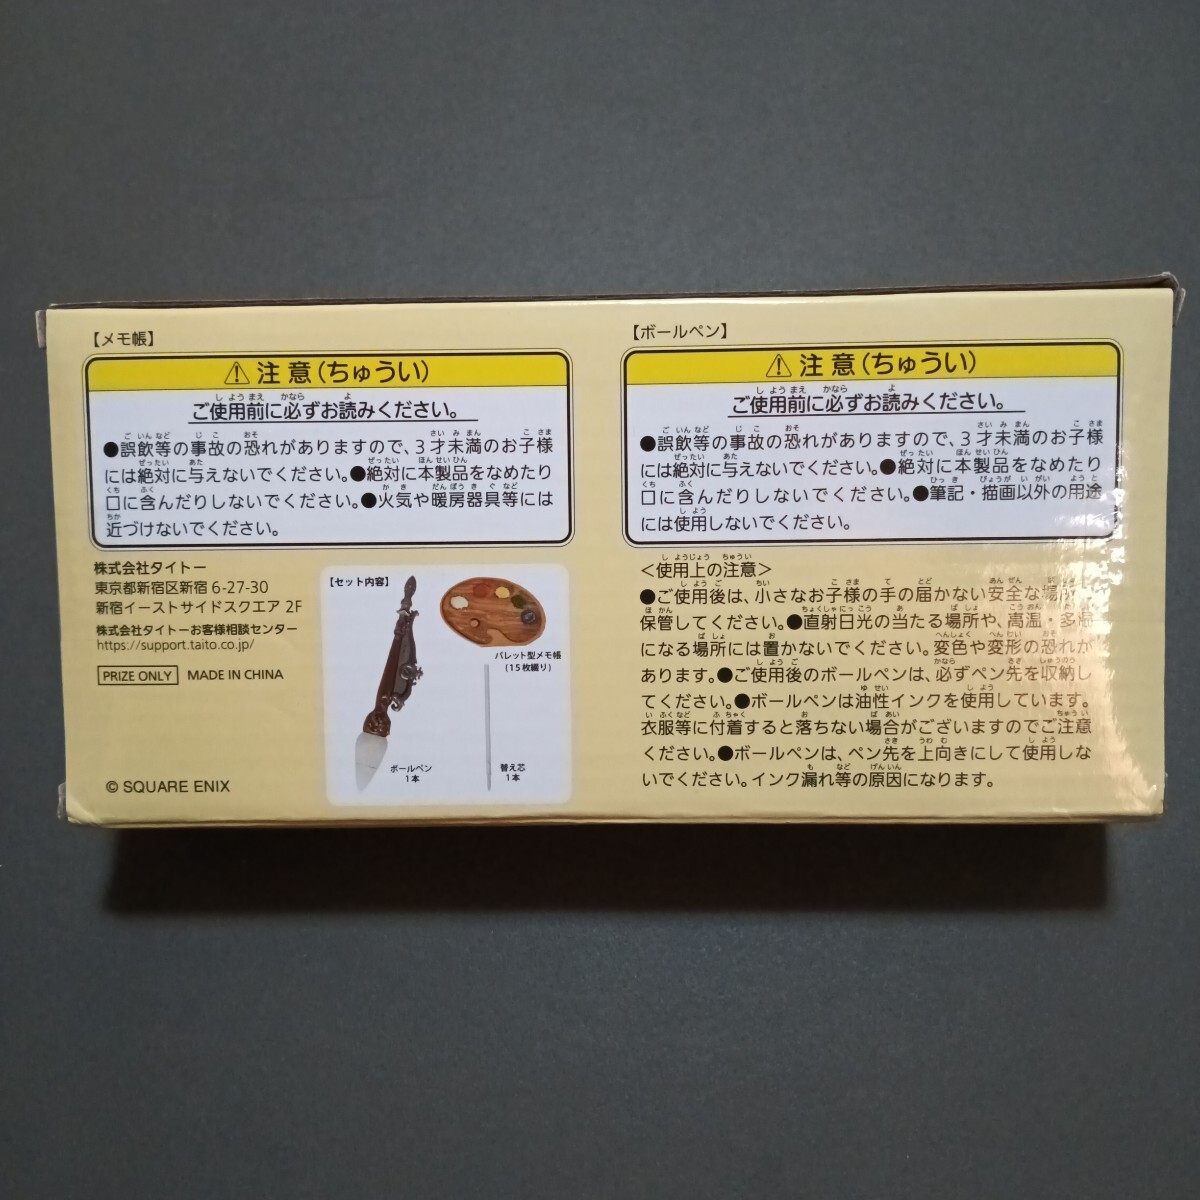 【メモ帳】
⚠ 注意(ちゅうい)
ご使用前に必ずお読みください。
●誤飲等の事故の恐れがありますので、3才未満のお子様
には絶対に与えないでください。●絶対に本製品をなめたり
口に含んだりしないでください。●火気や暖房器具等には
近づけないでください。
株式会社タイトー
東京都新宿区新宿 6-27-30
新宿イーストサイドスクエア 2F
株式会社タイトーお客様相談センター
https://support.taito.co.jp/
PRIZE ONLY MADE IN CHINA
© SQUARE ENIX
【セット内容】
パレット型メモ帳
(15枚綴り)
ボールペン
1本
替え芯
1本
【ボールペン】
⚠ 注意(ちゅうい)
ご使用前に必ずお読みください。
●誤飲等の事故の恐れがありますので、3才未満のお子様
には絶対に与えないでください。●絶対に本製品をなめたり
口に含んだりしないでください。●筆記・描画以外の用途
には使用しないでください。
<使用上の注意>
●ご使用後は、小さなお子様の手の届かない安全な場所
保管してください。●直射日光の当たる場所や、高温・多湿
になる場所には置かないでください。変色や変形の恐れが
あります。●ご使用後のボールペンは、必ずペン先を収納し
てください。●ボールペンは油性インクを使用しています。
衣服等に付着すると落ちない場合がございますのでご注意
ください。●ボールペンは、ペン先を上向きにして使用しな
いでください。インク漏れ等の原因になります。